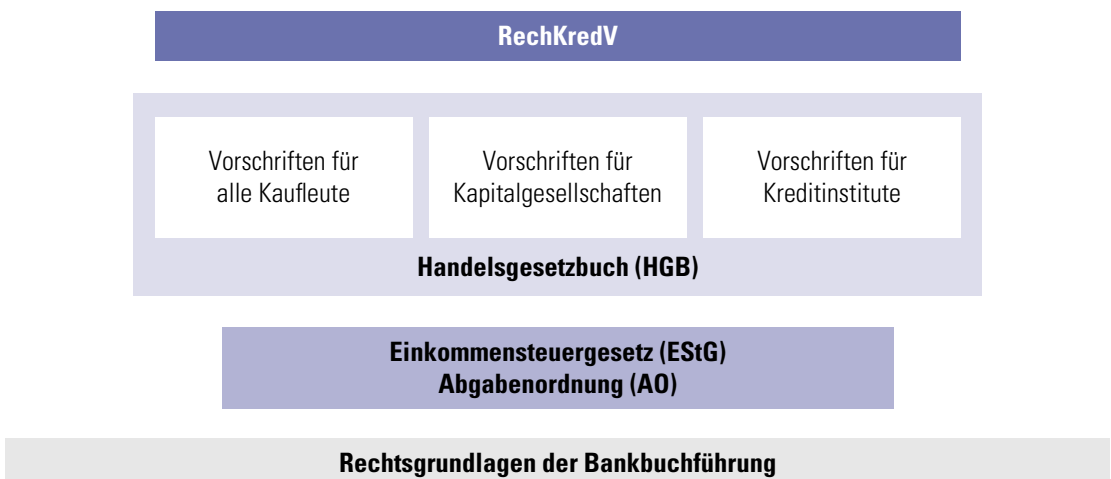 RechKredV
Vorschriften für
alle Kaufleute
Vorschriften für
Kapitalgesellschaften
Vorschriften für
Kreditinstitute
Handelsgesetzbuch (HGB)
Einkommensteuergesetz (EStG)
Abgabenordnung (AO)
Rechtsgrundlagen der Bankbuchführung